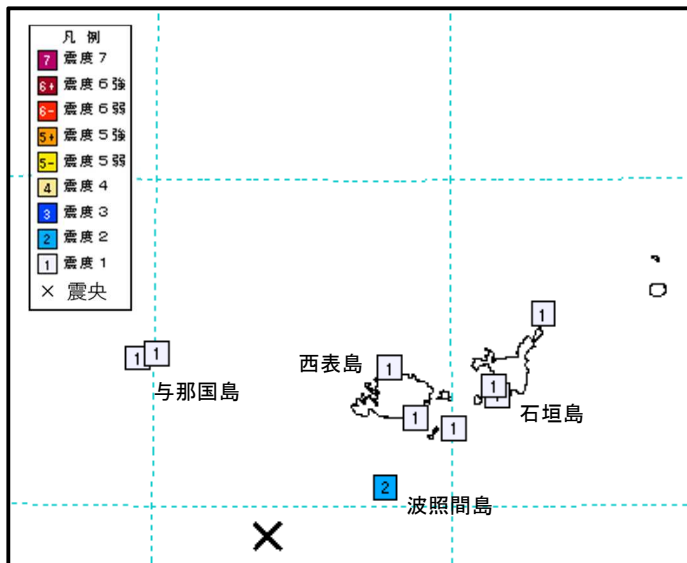 凡例
7 震度7
6+ 震度6強
6- 震度6弱
5+ 震度5強
5- 震度5弱
4 震度4
3 震度3
2 震度2
1 震度1
× 震央
1
1 1
与那国島
西表島
1
1
1
石垣島
1
1
1
2
波照間島